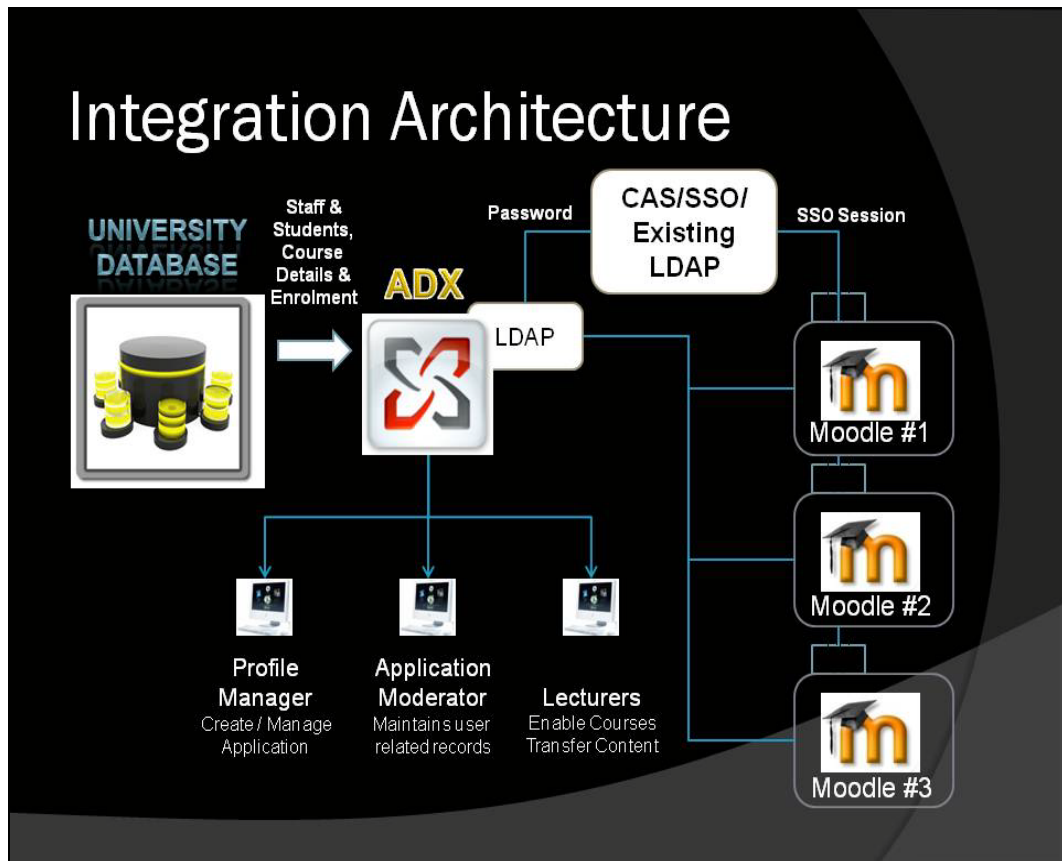 Integration Architecture
UNIVERSITY
DATABASE
Staff &
Students,
Course
Details &
Enrolment
ADX
LDAP
Password
CAS/SSO/
Existing
LDAP
SSO Session
Moodle #1
Moodle #2
Moodle #3
Profile
Manager
Create / Manage
Application
Application
Moderator
Maintains user
related records
Lecturers
Enable Courses
Transfer Content